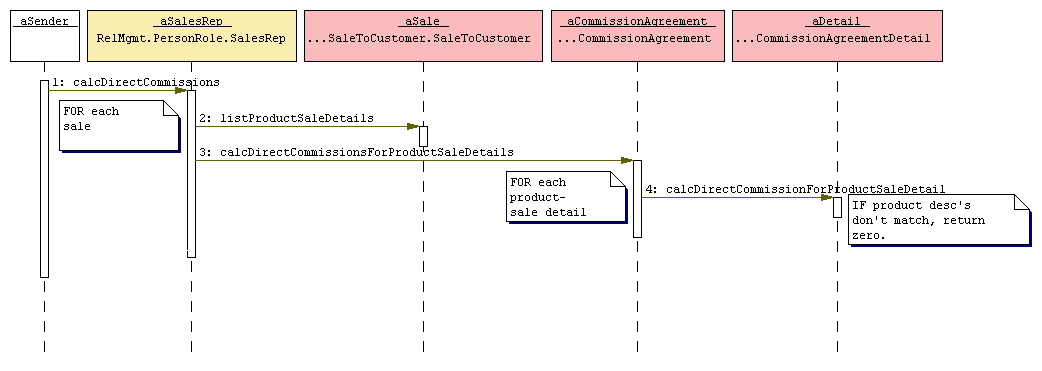 aSender
aSalesRep
RelMgmt.PersonRole.SalesRep
aSale
...SaleToCustomer.SaleToCustomer
aCommissionAgreement
...CommissionAgreement
aDetail
...CommissionAgreementDetail
1: calcDirectCommissions
FOR each
sale
2: listProductSaleDetails
3: calcDirectCommissionsForProductSaleDetails
FOR each
product-
sale detail
4: calcDirectCommissionForProductSaleDetail
IF product desc's
don't match, return
zero.